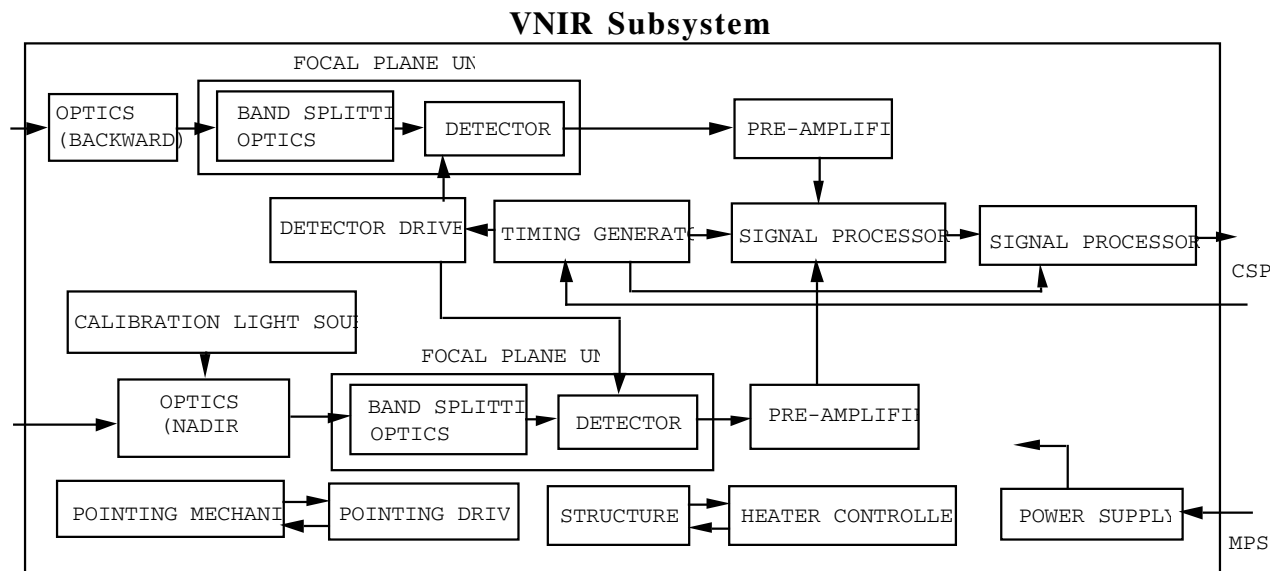 VNIR Subsystem
FOCAL PLANE UN
OPTICS
(BACKWARD)
BAND SPLITTI
OPTICS
DETECTOR
PRE-AMPLIFI
DETECTOR DRIVE
TIMING GENERATO
SIGNAL PROCESSOR
SIGNAL PROCESSOR
CSP
CALIBRATION LIGHT SOU
FOCAL PLANE UN
OPTICS
(NADIR
BAND SPLITTI
OPTICS
DETECTOR
PRE-AMPLIFI
POINTING MECHANI
POINTING DRIV
STRUCTURE
HEATER CONTROLLE
POWER SUPPLY
MPS